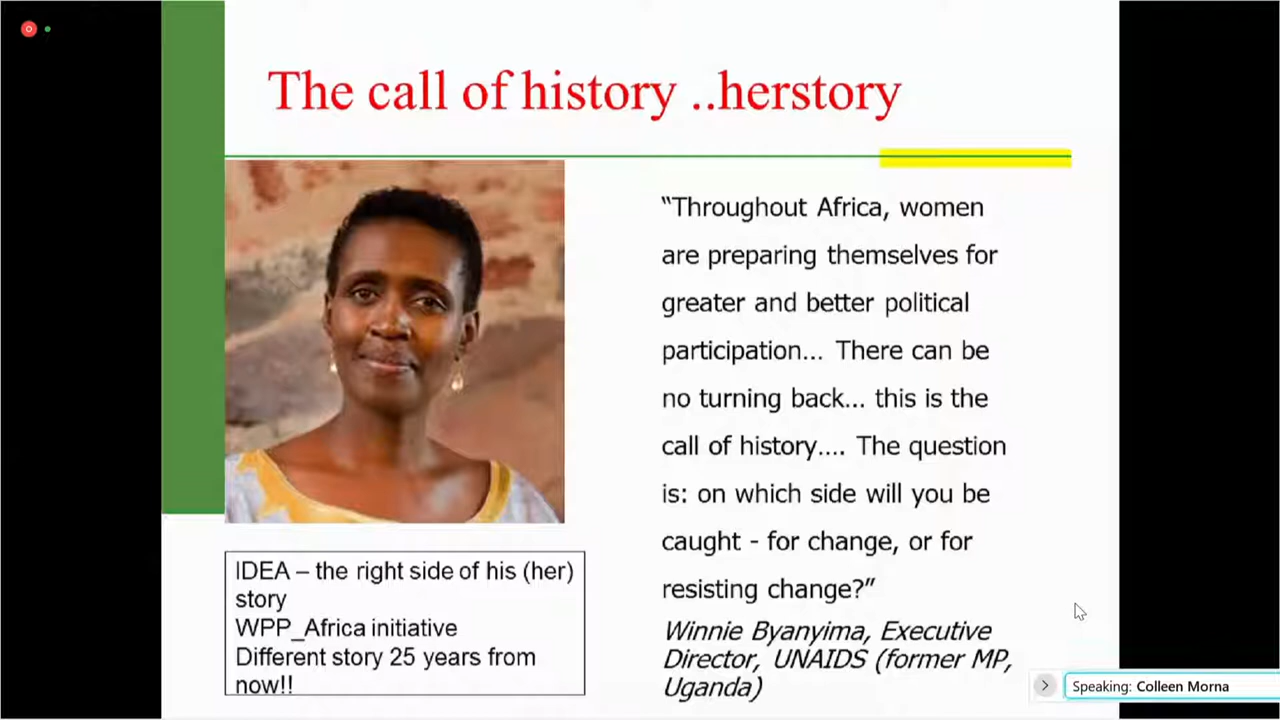 The call of history ..herstory
“Throughout Africa, women
are preparing themselves for
greater and better political
participation... There can be
no turning back... this is the
call of history.... The question
is: on which side will you be
caught - for change, or for
resisting change?”
Winnie Byanyima, Executive
Director, UNAIDS (former MP,
Uganda)
IDEA – the right side of his (her)
story
WPP_Africa initiative
Different story 25 years from
now!!
Speaking: Colleen Morna